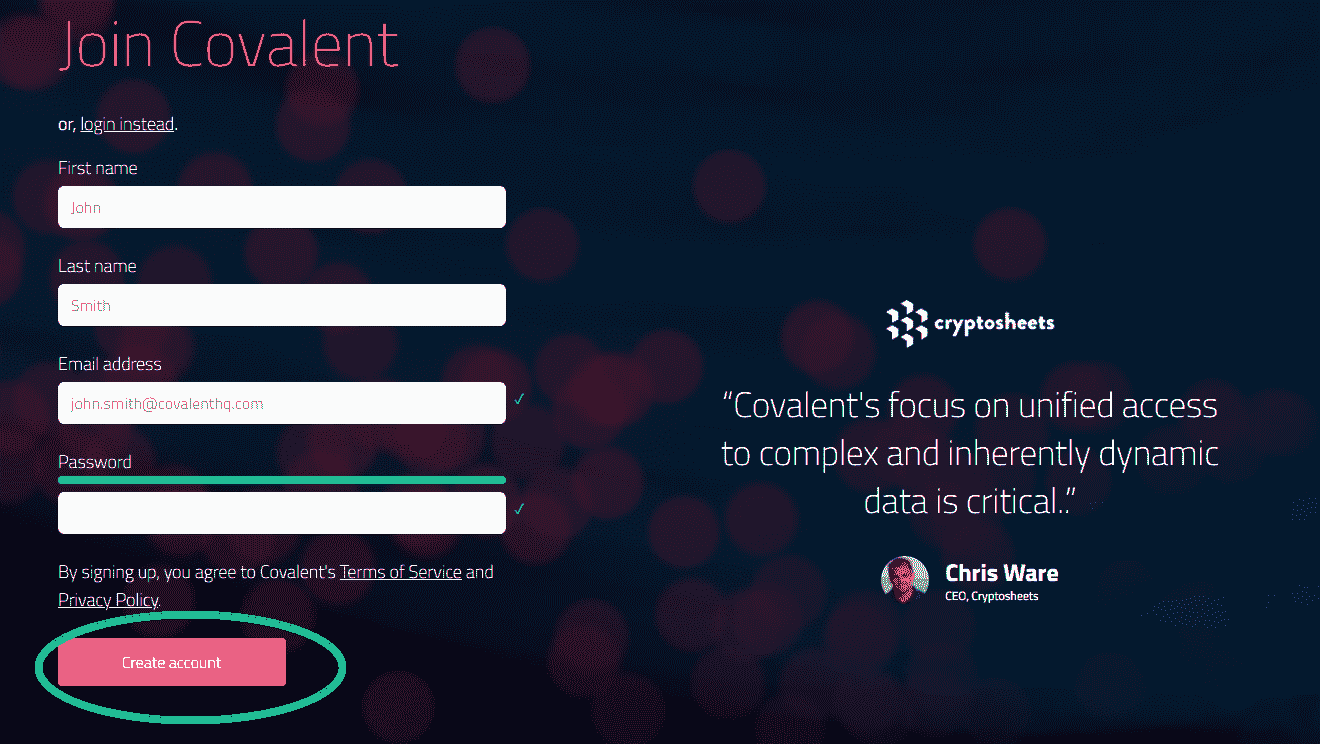 Join Covalent
or, login instead.
First name
John
Last name
Smith
Email address
john.smith@covalenthq.com
Password
By signing up, you agree to Covalent's Terms of Service and
Privacy Policy.
Create account
cryptosheets
“Covalent's focus on unified access
to complex and inherently dynamic
data is critical..”
Chris Ware
CEO, Cryptosheets